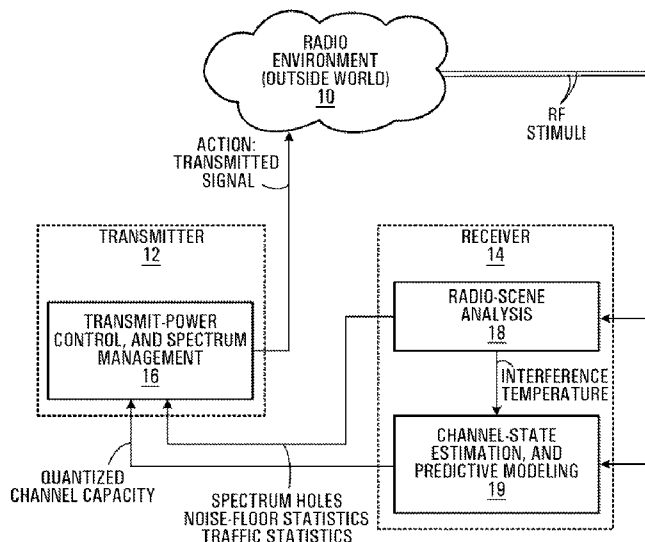 RADIO
ENVIRONMENT
(OUTSIDE WORLD)
10
RF
STIMULI
ACTION:
TRANSMITTED
SIGNAL
TRANSMITTER
12
TRANSMIT-POWER
CONTROL, AND SPECTRUM
MANAGEMENT
16
RECEIVER
14
RADIO-SCENE
ANALYSIS
18
INTERFERENCE
TEMPERATURE
CHANNEL-STATE
ESTIMATION, AND
PREDICTIVE MODELING
19
QUANTIZED
CHANNEL CAPACITY
SPECTRUM HOLES
NOISE-FLOOR STATISTICS
TRAFFIC STATISTICS